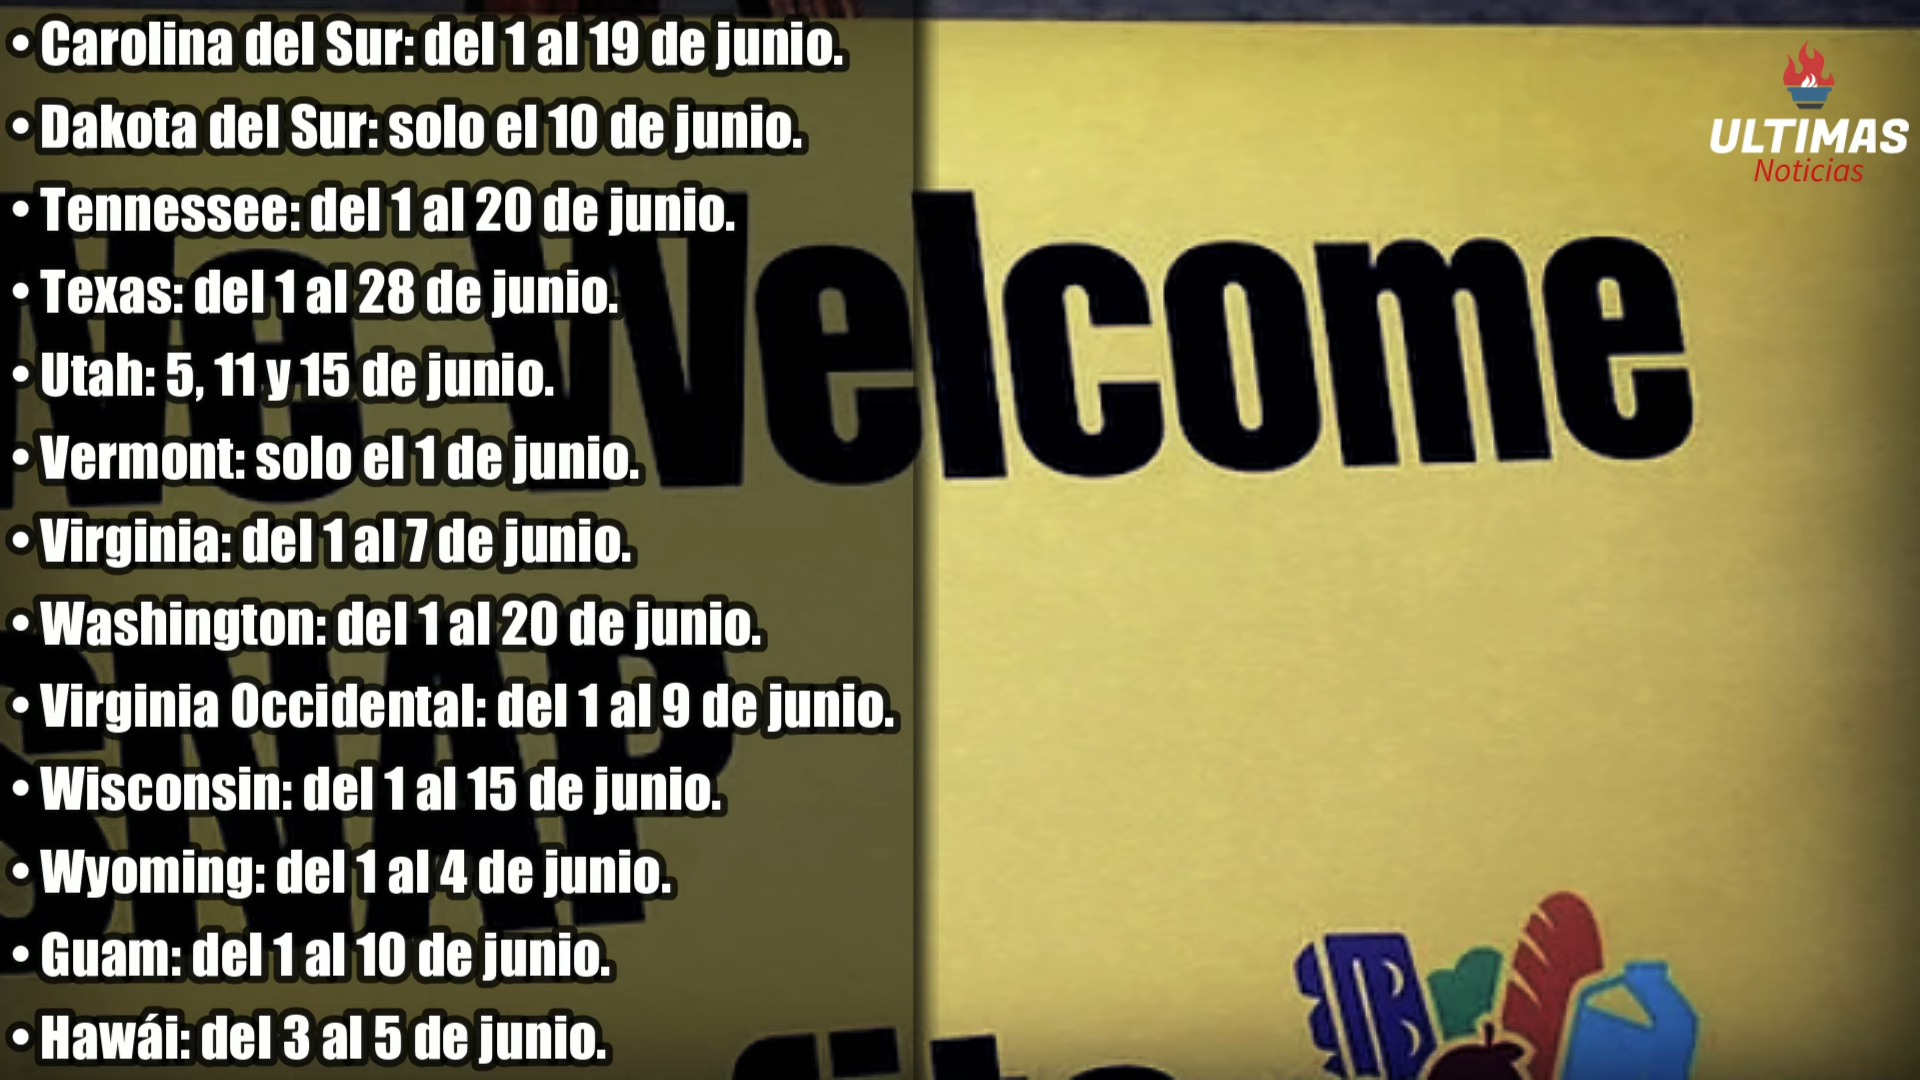 • Carolina del Sur: del 1 al 19 de junio.
• Dakota del Sur: solo el 10 de junio.
• Tennessee: del 1 al 20 de junio.
• Texas: del 1 al 28 de junio.
• Utah: 5, 11 y 15 de junio.
• Vermont: solo el 1 de junio.
• Virginia: del 1 al 7 de junio.
• Washington: del 1 al 20 de junio.
• Virginia Occidental: del 1 al 9 de junio.
• Wisconsin: del 1 al 15 de junio.
• Wyoming: del 1 al 4 de junio.
• Guam: del 1 al 10 de junio.
• Hawái: del 3 al 5 de junio.
We Welcome
SNAP
ULTIMAS
Noticias